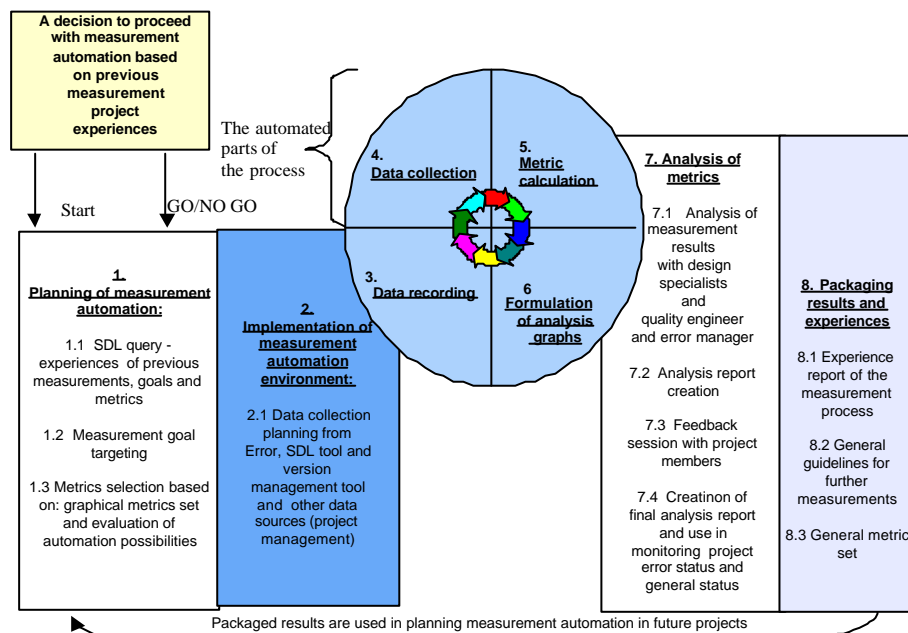 A decision to proceed
with measurement
automation based
on previous
measurement
project
experiences
The automated
parts of
the process
Start
GO/NO GO
1.
Planning of measurement
automation:
1.1 SDL query -
experiences of previous
measurements, goals and
metrics
1.2 Measurement goal
targeting
1.3 Metrics selection based
on: graphical metrics set
and evaluation of
automation possibilities
2.
Implementation of
measurement
automation
environment:
2.1 Data collection
planning from
Error, SDL tool and
version
management tool
and other data
sources (project
management)
3.
Data recording
4.
Data collection
5.
Metric
calculation
6
Formulation
of analysis
graphs
7. Analysis of
metrics
7.1 Analysis of
measurement
results
with design
specialists
and
quality engineer
and error manager
7.2 Analysis report
creation
7.3 Feedback
session with project
members
7.4 Creatinon of
final analysis report
and use in
monitoring project
error status and
general status
8. Packaging
results and
experiences
8.1 Experience
report of the
measurement
process
8.2 General
guidelines for
further
measurements
8.3 General metric
set
Packaged results are used in planning measurement automation in future projects